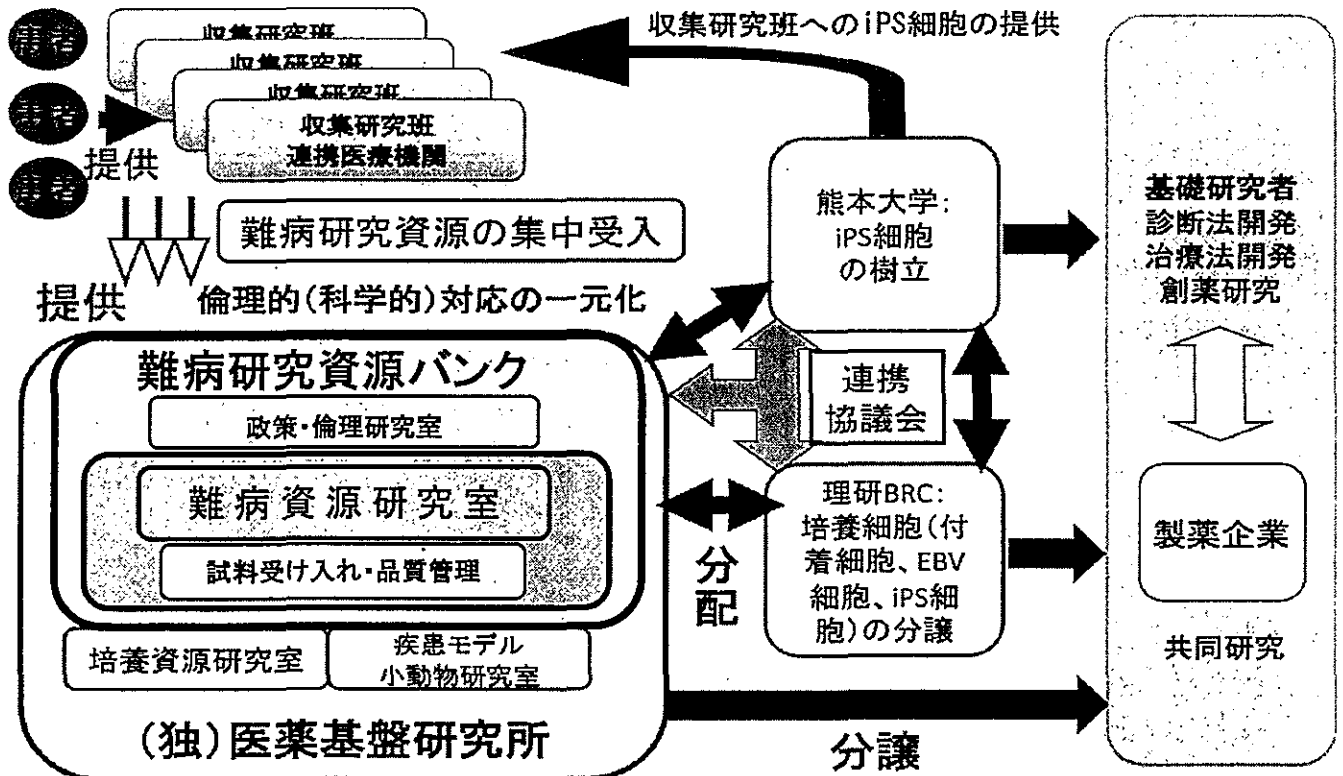 患者
患者
患者
提供
収集研究班
収集研究班
収集研究班
収集研究班
連携医療機関
収集研究班へのiPS細胞の提供
難病研究資源の集中受入
提供
倫理的(科学的)対応の一元化
難病研究資源バンク
政策・倫理研究室
難病資源研究室
試料受け入れ・品質管理
培養資源研究室
疾患モデル
小動物研究室
(独)医薬基盤研究所
熊本大学:
iPS細胞
の樹立
連携
協議会
分
配
理研BRC:
培養細胞(付
着細胞、EBV
細胞、iPS細
胞)の分譲
分譲
基礎研究者
診断法開発
治療法開発
創薬研究
製薬企業
共同研究